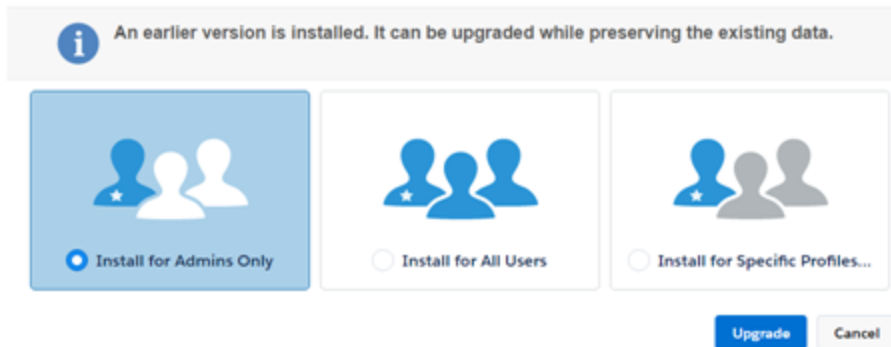 An earlier version is installed. It can be upgraded while preserving the existing data.
Install for Admins Only
Install for All Users
Install for Specific Profiles...
Upgrade
Cancel